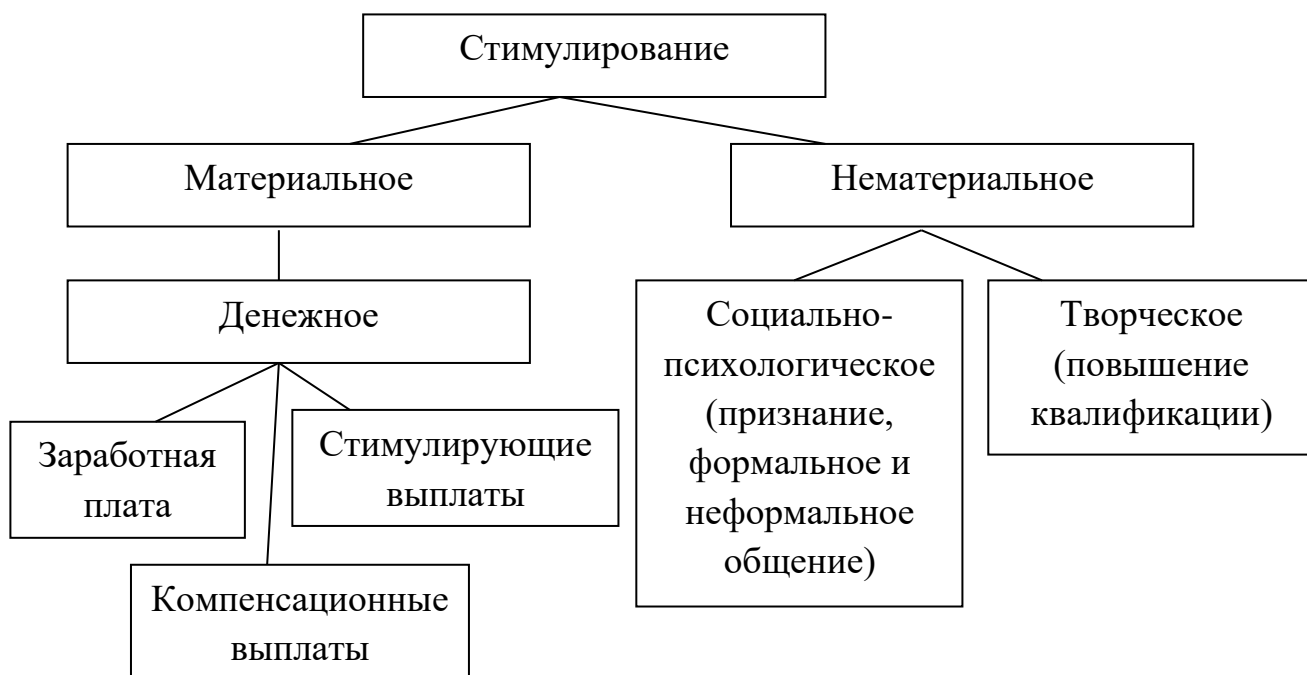 Стимулирование
Материальное
Нематериальное
Денежное
Социально-
психологическое
(признание,
формальное и
неформальное
общение)
Творческое
(повышение
квалификации)
Заработная
плата
Стимулирующие
выплаты
Компенсационные
выплаты